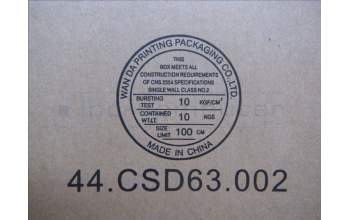 WAN DA PRINTING PACKAGING CO., LTD.
THIS
BOX MEETS ALL
CONSTRUCTION REQUIREMENTS
OF CNS 2554 SPECIFICATIONS
SINGLE WALL CLASS NO.2
BURSTING TEST 10 KGF/CM²
CONTAINED WT.LT. 10 KGS
SIZE LIMIT 100 CM
MADE IN CHINA
44.CSD63.002